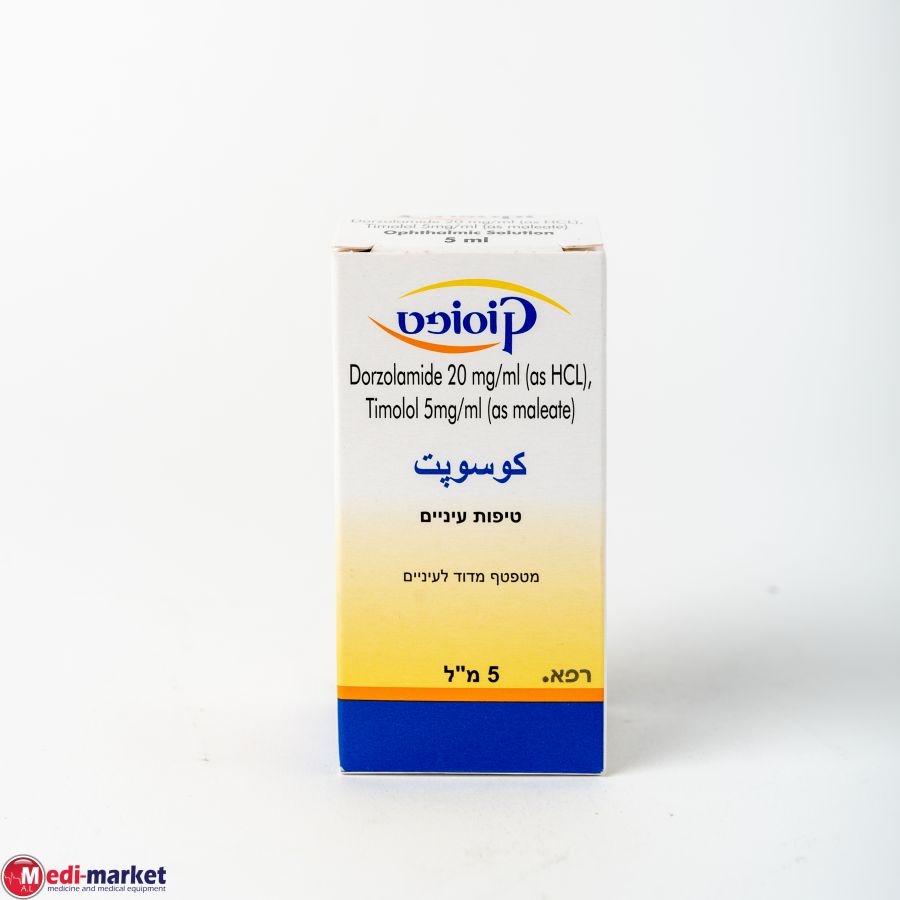 Dorzolamide 20 mg/ml (as HCL),
Timolol 5mg/ml (as maleate)
Ophthalmic Solution
5 ml
קוסופט
Dorzolamide 20 mg/ml (as HCL),
Timolol 5mg/ml (as maleate)
كوسوپت
טיפות עיניים
מטפטף מדוד לעיניים
5 מ"ל
רפא.
Medi-market
A.L
medicine and medical equipment